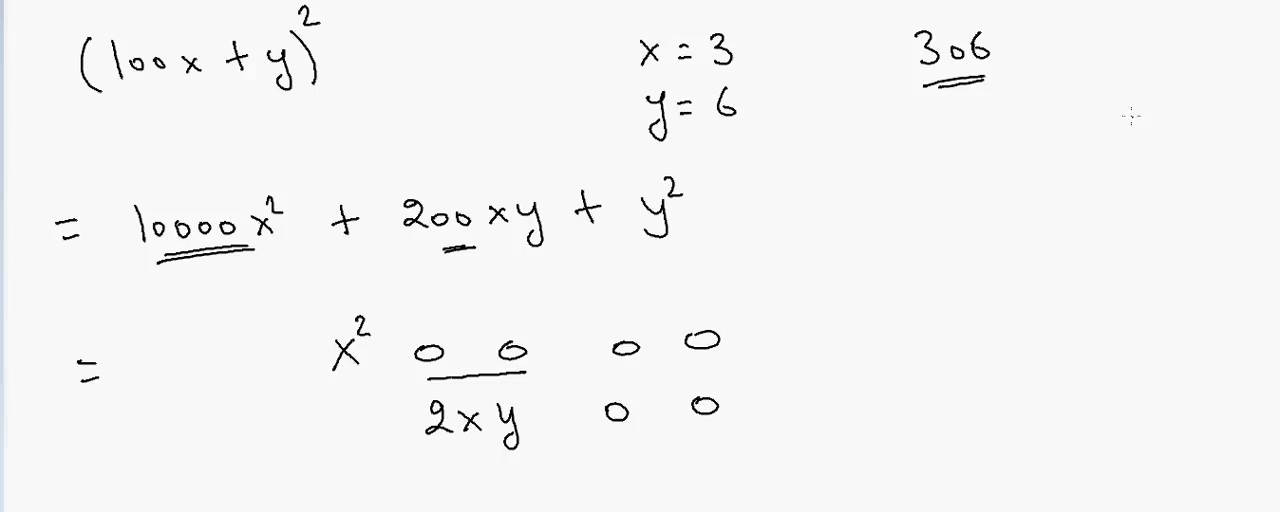 (100x + y)² x = 3 306
y = 6
= 10000x² + 200xy + y²
= x² 0 0 0 0
2xy 0 0